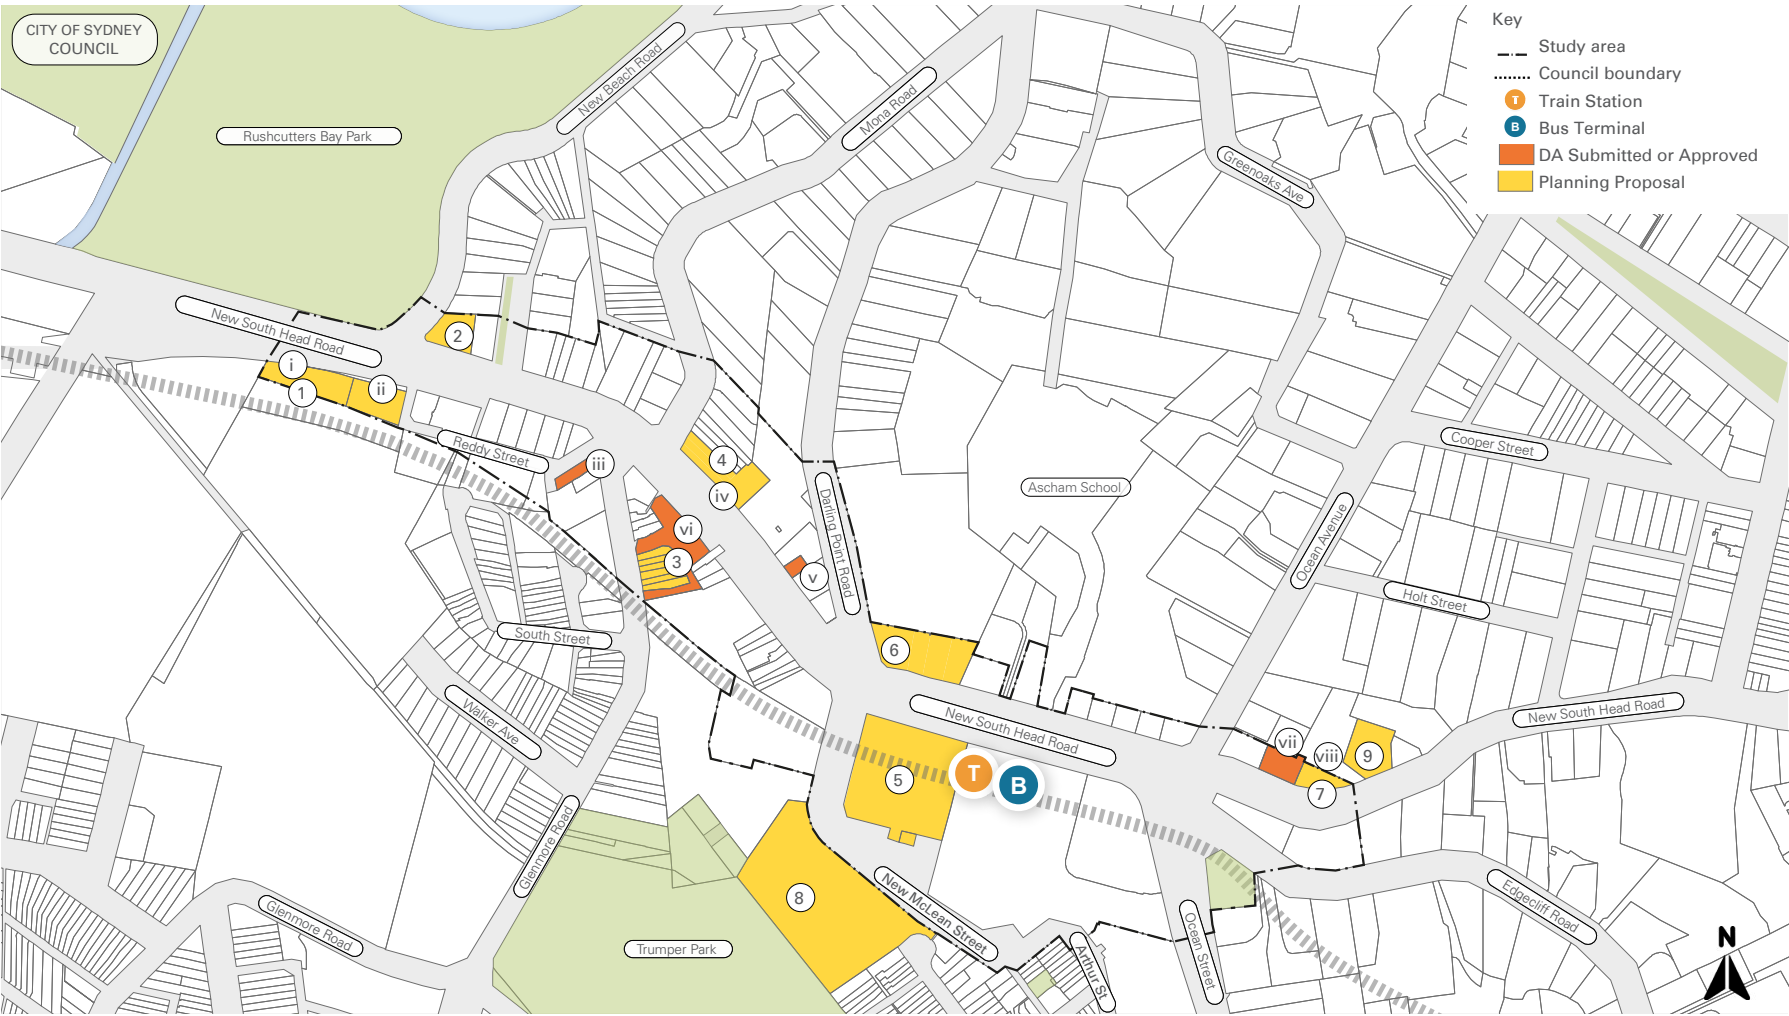 CITY OF SYDNEY
COUNCIL
Key
Study area
Council boundary
T Train Station
B Bus Terminal
DA Submitted or Approved
Planning Proposal
New Beach Road
Mona Road
Rushcutters Bay Park
Greenoaks Ave
New South Head Road
2
i
1
ii
Reddy Street
iii
4
iv
Cooper Street
Ascham School
Darling Point Road
Ocean Avenue
vi
3
v
Holt Street
South Street
6
Walker Ave
New South Head Road
New South Head Road
vii
viii
9
7
5
T
B
Glenmore Road
8
New McLean Street
Glenmore Road
Trumper Park
Arthur St
Ocean Street
Edgecliff Road
N